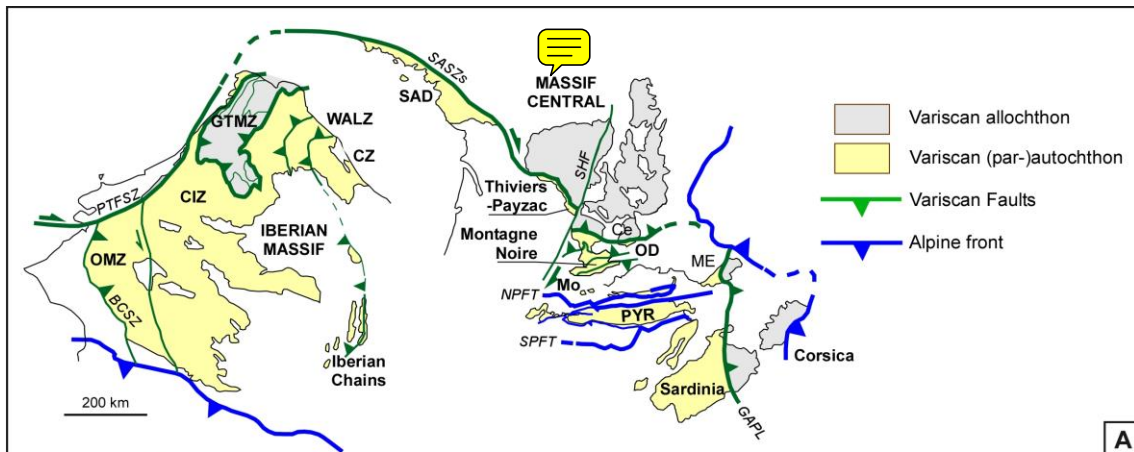 SASZs
SAD
MASSIF
CENTRAL
GTMZ
WALZ
CZ
SHF
PTFSZ
CIZ
Thiviers
-Payzac
Ce
IBERIAN
MASSIF
Montagne
Noire
OD
OMZ
ME
Mo
NPFT
BCSZ
PYR
SPFT
Iberian
Chains
Corsica
Sardinia
GAPL
200 km
Variscan allochthon
Variscan (par-)autochthon
Variscan Faults
Alpine front
A